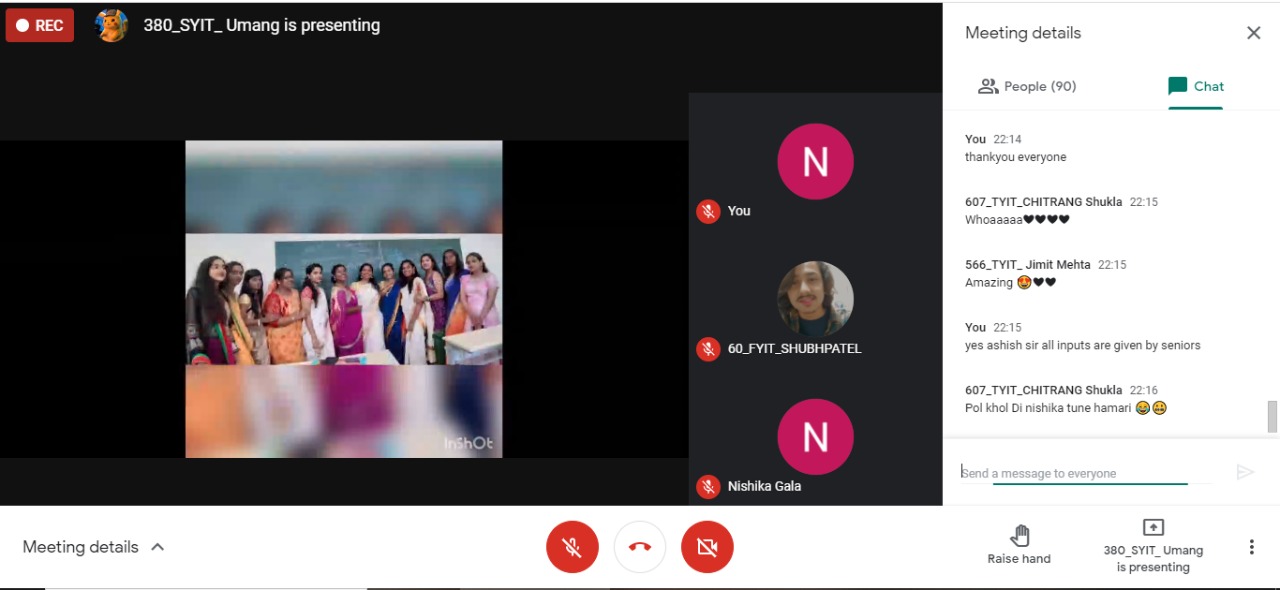 REC
380_SYIT_ Umang is presenting
InShOt
N
You
60_FYIT_SHUBHPATEL
N
Nishika Gala
Meeting details
People (90)
Chat
You 22:14
thankyou everyone
607_TYIT_CHITRANG Shukla 22:15
Whoaaaaa🖤🖤🖤🖤
566_TYIT_ Jimit Mehta 22:15
Amazing 🤩🖤🖤
You 22:15
yes ashish sir all inputs are given by seniors
607_TYIT_CHITRANG Shukla 22:16
Pol khol Di nishika tune hamari 😂😩
Send a message to everyone
Meeting details
Raise hand
380_SYIT_ Umang
is presenting